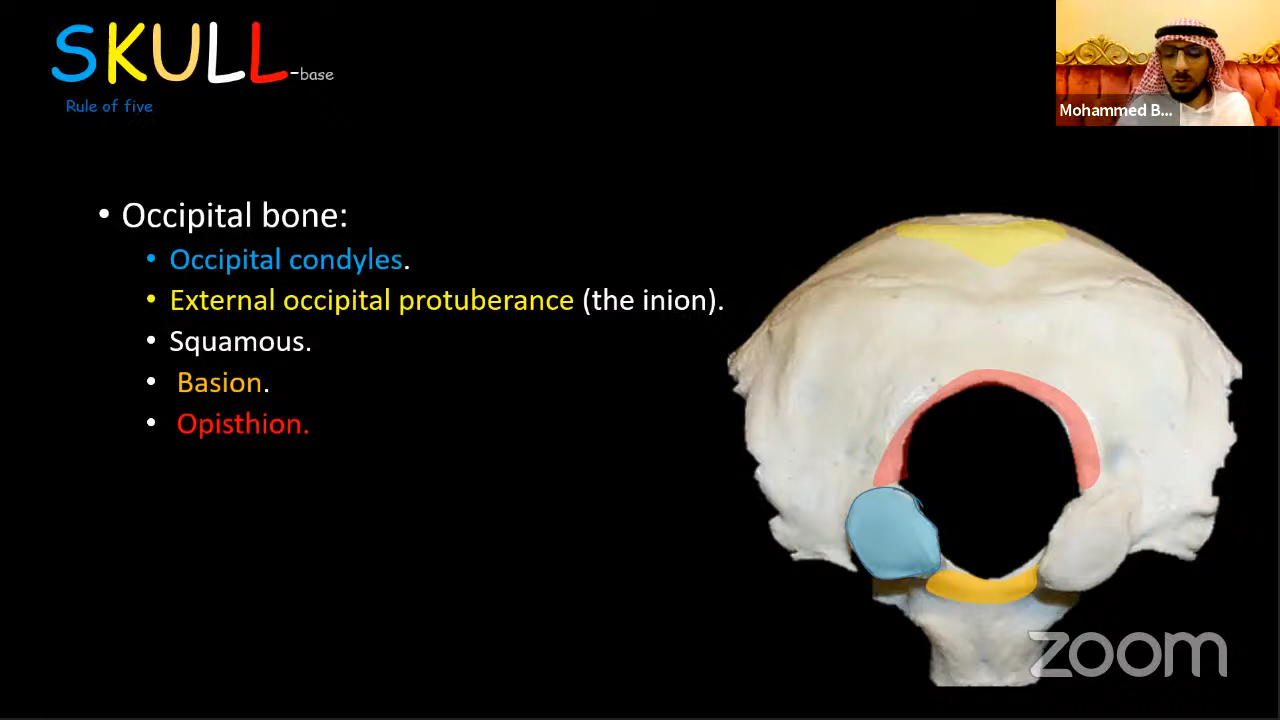 SKULL-base
Rule of five
Mohammed B...
• Occipital bone:
• Occipital condyles.
• External occipital protuberance (the inion).
• Squamous.
• Basion.
• Opisthion.
zoom